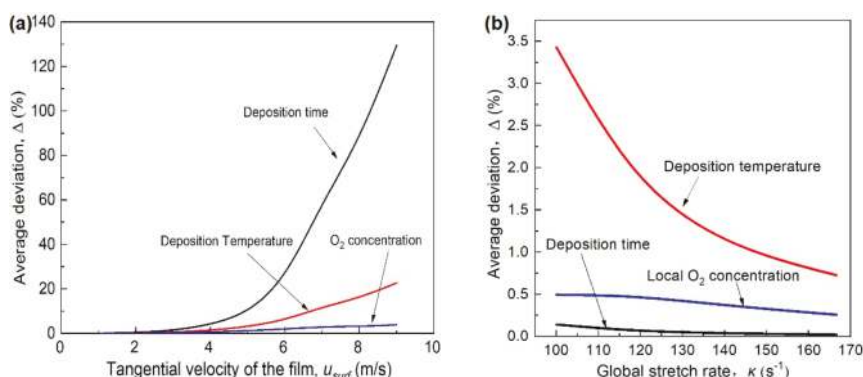 (a)
140
120
100
80
60
40
20
0
Average deviation, Δ (%)
Deposition time
Deposition Temperature
O₂ concentration
0 2 4 6 8 10
Tangential velocity of the film, u_surf (m/s)
(b)
3.5
3.0
2.5
2.0
1.5
1.0
0.5
0.0
Average deviation, Δ (%)
Deposition temperature
Deposition time
Local O₂ concentration
100 110 120 130 140 150 160 170
Global stretch rate, κ (s⁻¹)